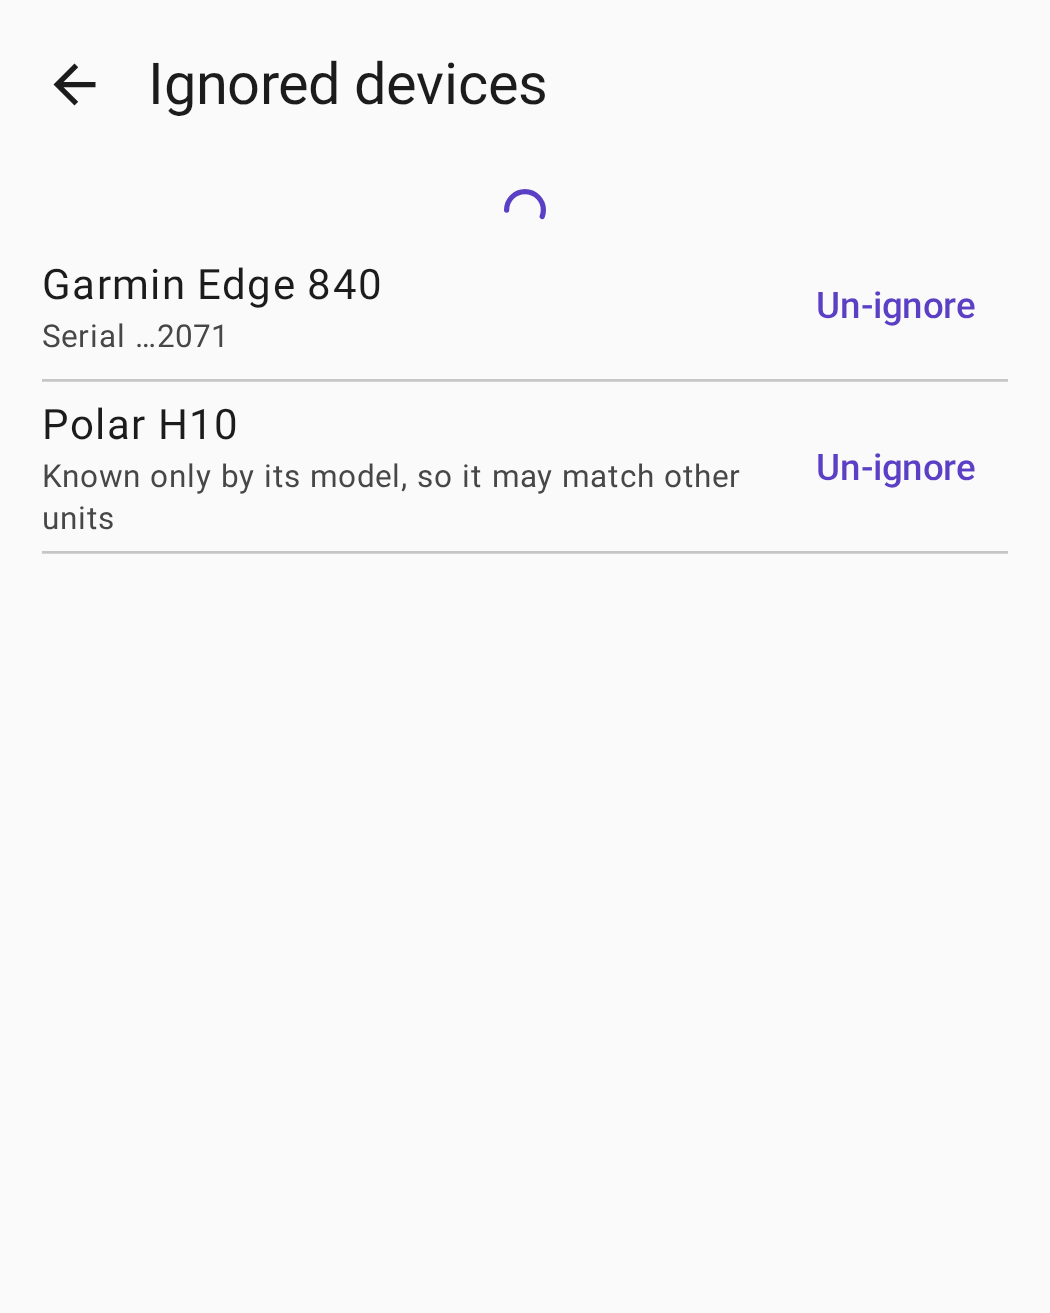 Ignored devices
Garmin Edge 840
Serial …2071
Un-ignore
Polar H10
Known only by its model, so it may match other
units
Un-ignore